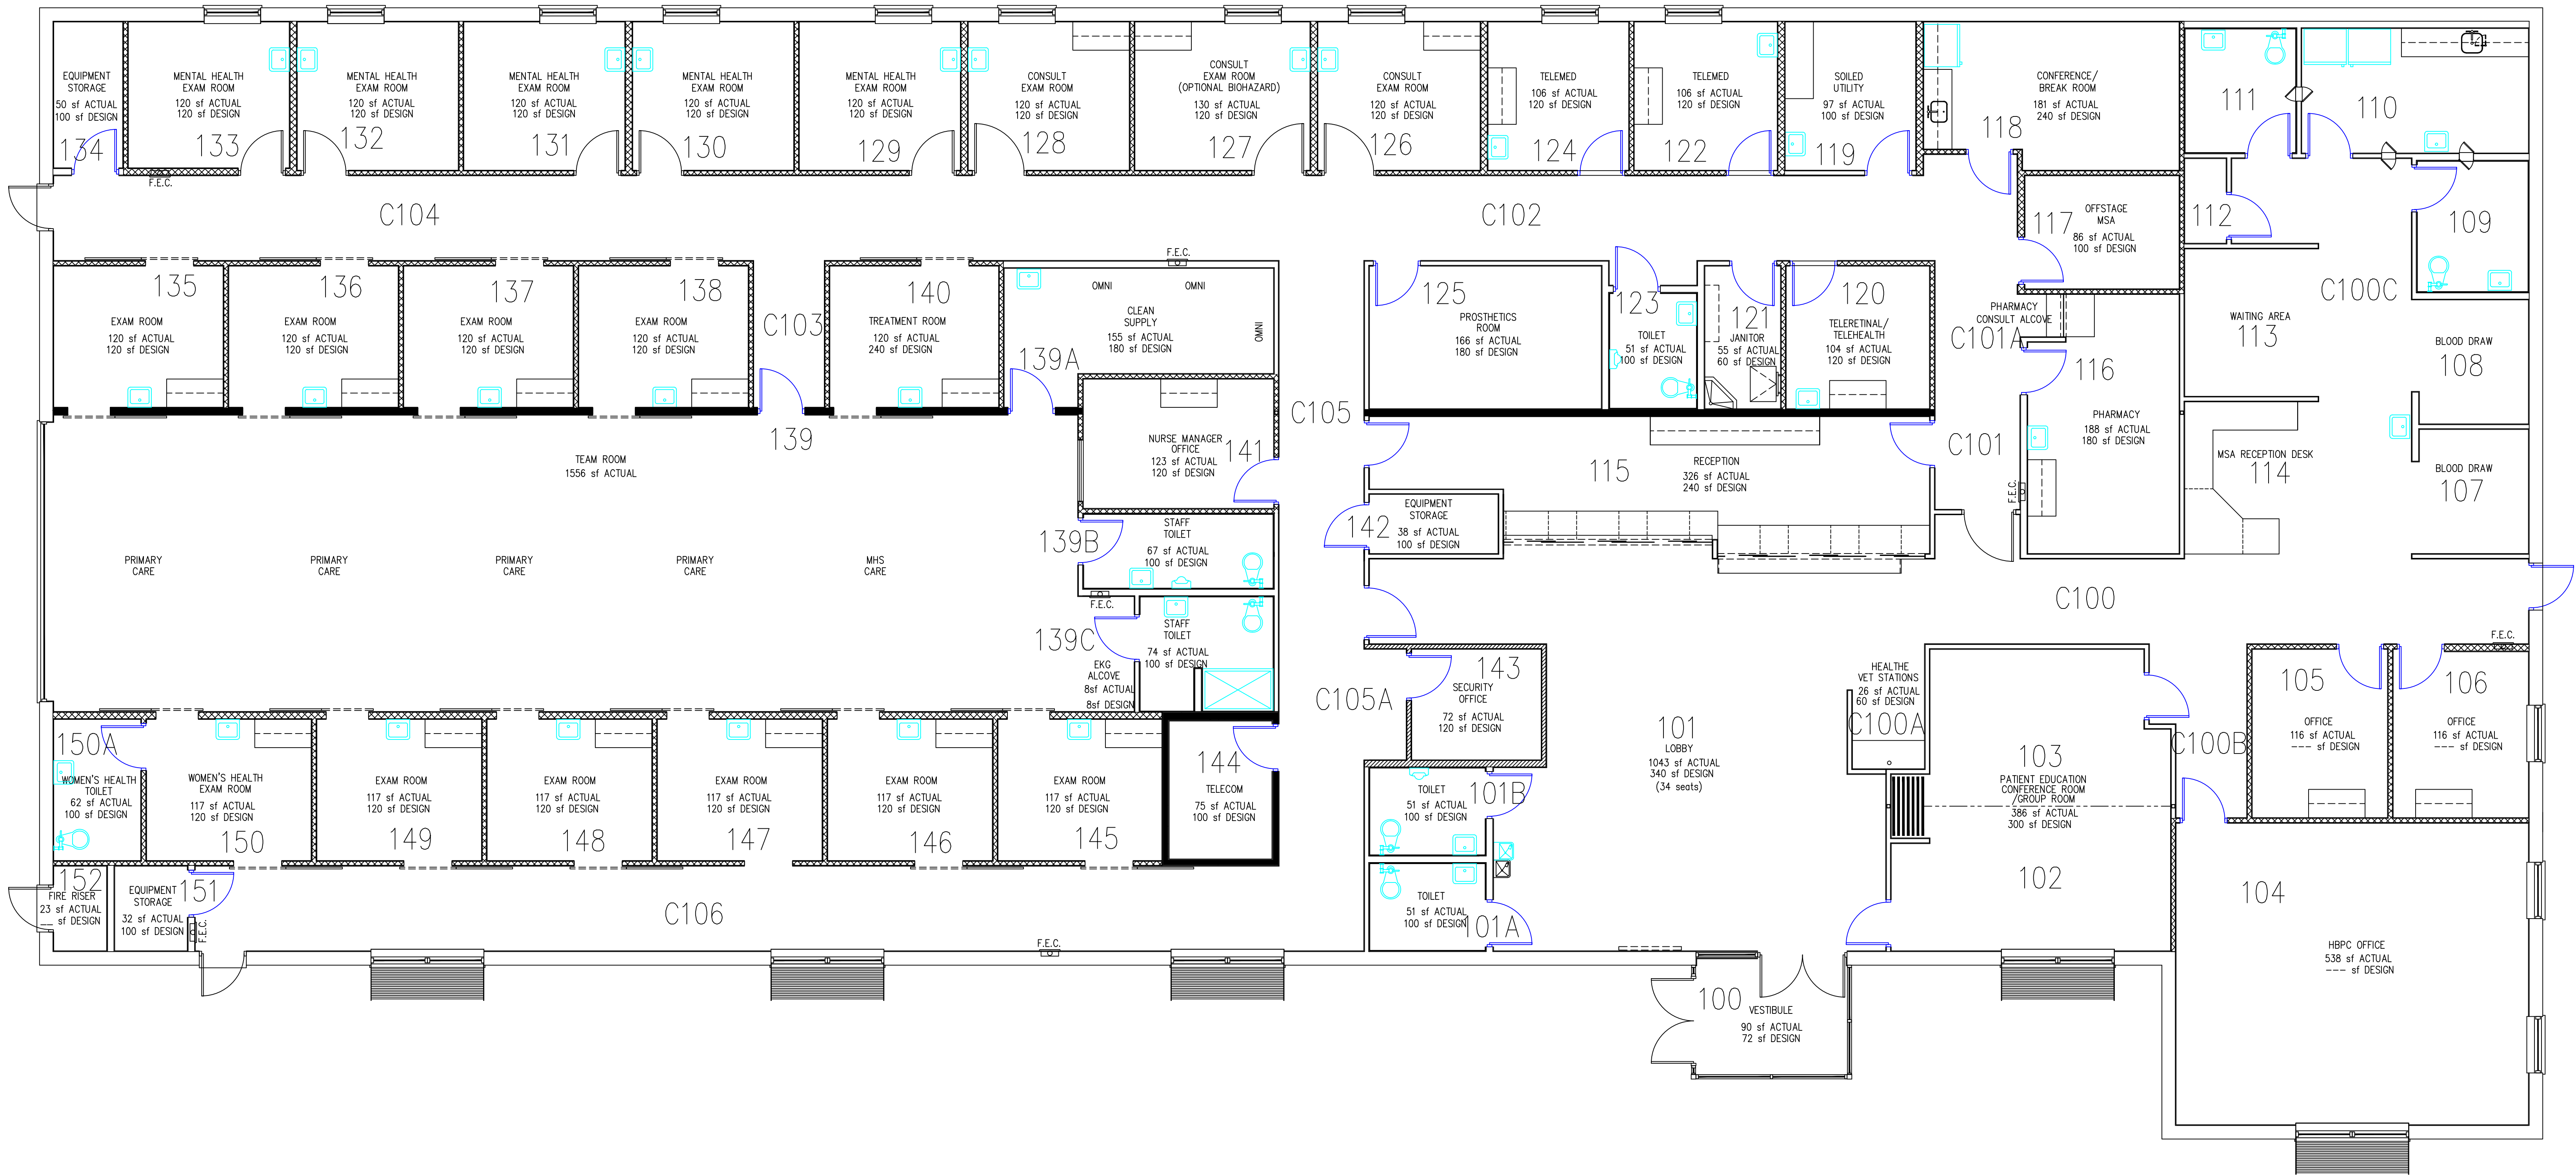 EQUIPMENT
STORAGE
50 sf ACTUAL
100 sf DESIGN
134
MENTAL HEALTH
EXAM ROOM
120 sf ACTUAL
120 sf DESIGN
133
F.E.C.
MENTAL HEALTH
EXAM ROOM
120 sf ACTUAL
120 sf DESIGN
132
MENTAL HEALTH
EXAM ROOM
120 sf ACTUAL
120 sf DESIGN
131
MENTAL HEALTH
EXAM ROOM
120 sf ACTUAL
120 sf DESIGN
130
MENTAL HEALTH
EXAM ROOM
120 sf ACTUAL
120 sf DESIGN
129
CONSULT
EXAM ROOM
120 sf ACTUAL
120 sf DESIGN
128
CONSULT
EXAM ROOM
(OPTIONAL BIOHAZARD)
130 sf ACTUAL
120 sf DESIGN
127
CONSULT
EXAM ROOM
120 sf ACTUAL
120 sf DESIGN
126
TELEMED
106 sf ACTUAL
120 sf DESIGN
124
TELEMED
106 sf ACTUAL
120 sf DESIGN
122
SOILED
UTILITY
97 sf ACTUAL
100 sf DESIGN
119
118
CONFERENCE/
BREAK ROOM
181 sf ACTUAL
240 sf DESIGN
111
110
C104
C102
117
OFFSTAGE
MSA
86 sf ACTUAL
100 sf DESIGN
112
109
135
EXAM ROOM
120 sf ACTUAL
120 sf DESIGN
136
EXAM ROOM
120 sf ACTUAL
120 sf DESIGN
137
EXAM ROOM
120 sf ACTUAL
120 sf DESIGN
138
EXAM ROOM
120 sf ACTUAL
120 sf DESIGN
C103
140
TREATMENT ROOM
120 sf ACTUAL
240 sf DESIGN
F.E.C.
OMNI
OMNI
OMNI
CLEAN
SUPPLY
155 sf ACTUAL
180 sf DESIGN
139A
125
PROSTHETICS
ROOM
166 sf ACTUAL
180 sf DESIGN
123
TOILET
51 sf ACTUAL
100 sf DESIGN
121
JANITOR
55 sf ACTUAL
60 sf DESIGN
120
TELERETINAL/
TELEHEALTH
104 sf ACTUAL
120 sf DESIGN
PHARMACY
CONSULT ALCOVE
C101A
116
PHARMACY
188 sf ACTUAL
180 sf DESIGN
C100C
WAITING AREA
113
BLOOD DRAW
108
139
TEAM ROOM
1556 sf ACTUAL
NURSE MANAGER
OFFICE
123 sf ACTUAL
120 sf DESIGN
141
C105
115
RECEPTION
326 sf ACTUAL
240 sf DESIGN
C101
F.E.C.
MSA RECEPTION DESK
114
BLOOD DRAW
107
142
EQUIPMENT
STORAGE
38 sf ACTUAL
100 sf DESIGN
139B
STAFF
TOILET
67 sf ACTUAL
100 sf DESIGN
PRIMARY
CARE
PRIMARY
CARE
PRIMARY
CARE
PRIMARY
CARE
MHS
CARE
F.E.C.
139C
STAFF
TOILET
74 sf ACTUAL
100 sf DESIGN
EKG
ALCOVE
8sf ACTUAL
8sf DESIGN
C100
F.E.C.
C105A
143
SECURITY
OFFICE
72 sf ACTUAL
120 sf DESIGN
101
LOBBY
1043 sf ACTUAL
340 sf DESIGN
(34 seats)
HEALTHE
VET STATIONS
26 sf ACTUAL
60 sf DESIGN
C100A
103
PATIENT EDUCATION
CONFERENCE ROOM
/GROUP ROOM
386 sf ACTUAL
300 sf DESIGN
C100B
105
OFFICE
116 sf ACTUAL
--- sf DESIGN
106
OFFICE
116 sf ACTUAL
--- sf DESIGN
150A
WOMEN'S HEALTH
TOILET
62 sf ACTUAL
100 sf DESIGN
WOMEN'S HEALTH
EXAM ROOM
117 sf ACTUAL
120 sf DESIGN
150
EXAM ROOM
117 sf ACTUAL
120 sf DESIGN
149
EXAM ROOM
117 sf ACTUAL
120 sf DESIGN
148
EXAM ROOM
117 sf ACTUAL
120 sf DESIGN
147
EXAM ROOM
117 sf ACTUAL
120 sf DESIGN
146
EXAM ROOM
117 sf ACTUAL
120 sf DESIGN
145
144
TELECOM
75 sf ACTUAL
100 sf DESIGN
TOILET
51 sf ACTUAL
100 sf DESIGN
101B
TOILET
51 sf ACTUAL
100 sf DESIGN
101A
102
104
HBPC OFFICE
538 sf ACTUAL
--- sf DESIGN
152
FIRE RISER
23 sf ACTUAL
-- sf DESIGN
EQUIPMENT
STORAGE
32 sf ACTUAL
100 sf DESIGN
151
F.E.C.
C106
F.E.C.
100
VESTIBULE
90 sf ACTUAL
72 sf DESIGN